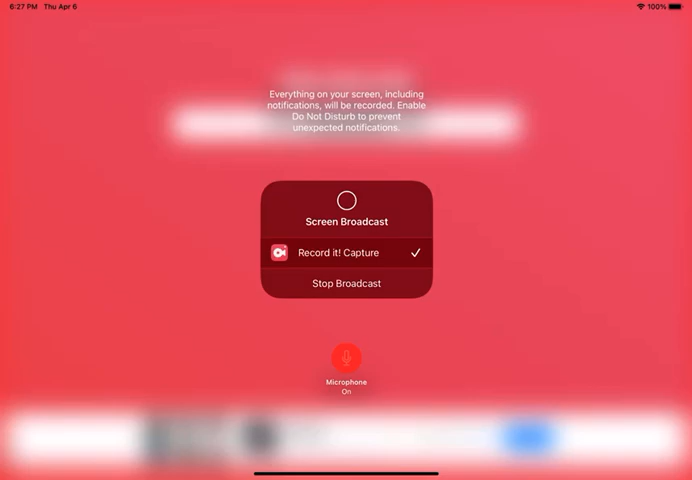 6:27 PM Thu Apr 6
100%
Everything on your screen, including
notifications, will be recorded. Enable
Do Not Disturb to prevent
unexpected notifications.
Screen Broadcast
Record it! Capture
Stop Broadcast
Microphone
On